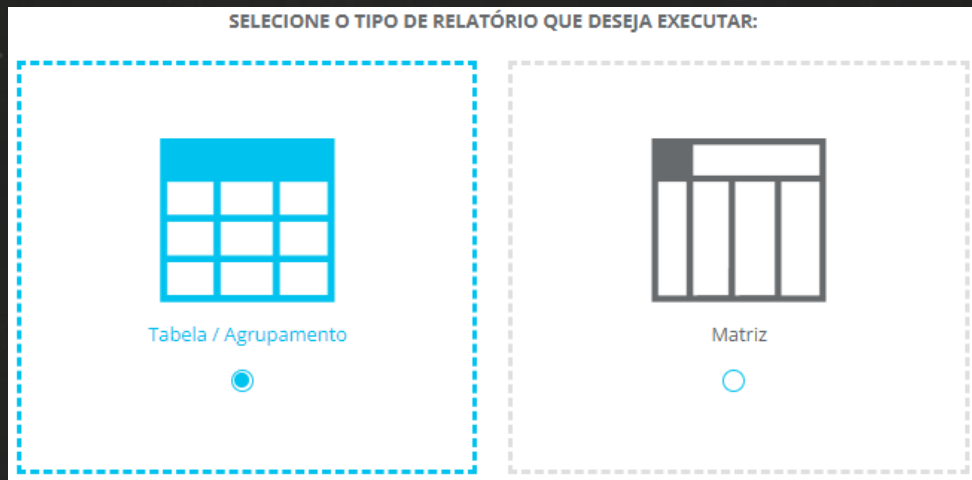 SELECIONE O TIPO DE RELATÓRIO QUE DESEJA EXECUTAR:
Tabela / Agrupamento
Matriz